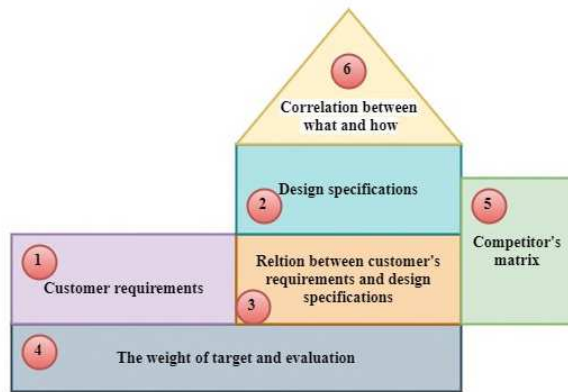 6
Correlation between
what and how
2
Design specifications
5
Competitor's
matrix
1
Customer requirements
Reltion between customer's
requirements and design
specifications
3
4
The weight of target and evaluation